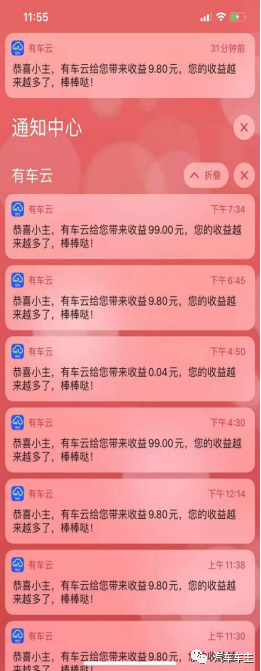 11:55
有车云
31分钟前
恭喜小主，有车云给您带来收益9.80元，您的收益越
来越多了，棒棒哒！
通知中心
有车云
折叠
有车云
下午7:34
恭喜小主，有车云给您带来收益99.00元，您的收益
越来越多了，棒棒哒！
有车云
下午6:45
恭喜小主，有车云给您带来收益9.80元，您的收益越
来越多了，棒棒哒！
有车云
下午4:50
恭喜小主，有车云给您带来收益0.04元，您的收益越
来越多了，棒棒哒！
有车云
下午4:30
恭喜小主，有车云给您带来收益99.00元，您的收益越
来越多了，棒棒哒！
有车云
下午12:14
恭喜小主，有车云给您带来收益9.80元，您的收益越
来越多了，棒棒哒！
有车云
上午11:38
恭喜小主，有车云给您带来收益9.80元，您的收益越
来越多了，棒棒哒！
有车云
上午11:30
恭喜小主，有车云给您带来收益9.80元，您的收益越
汽车车主